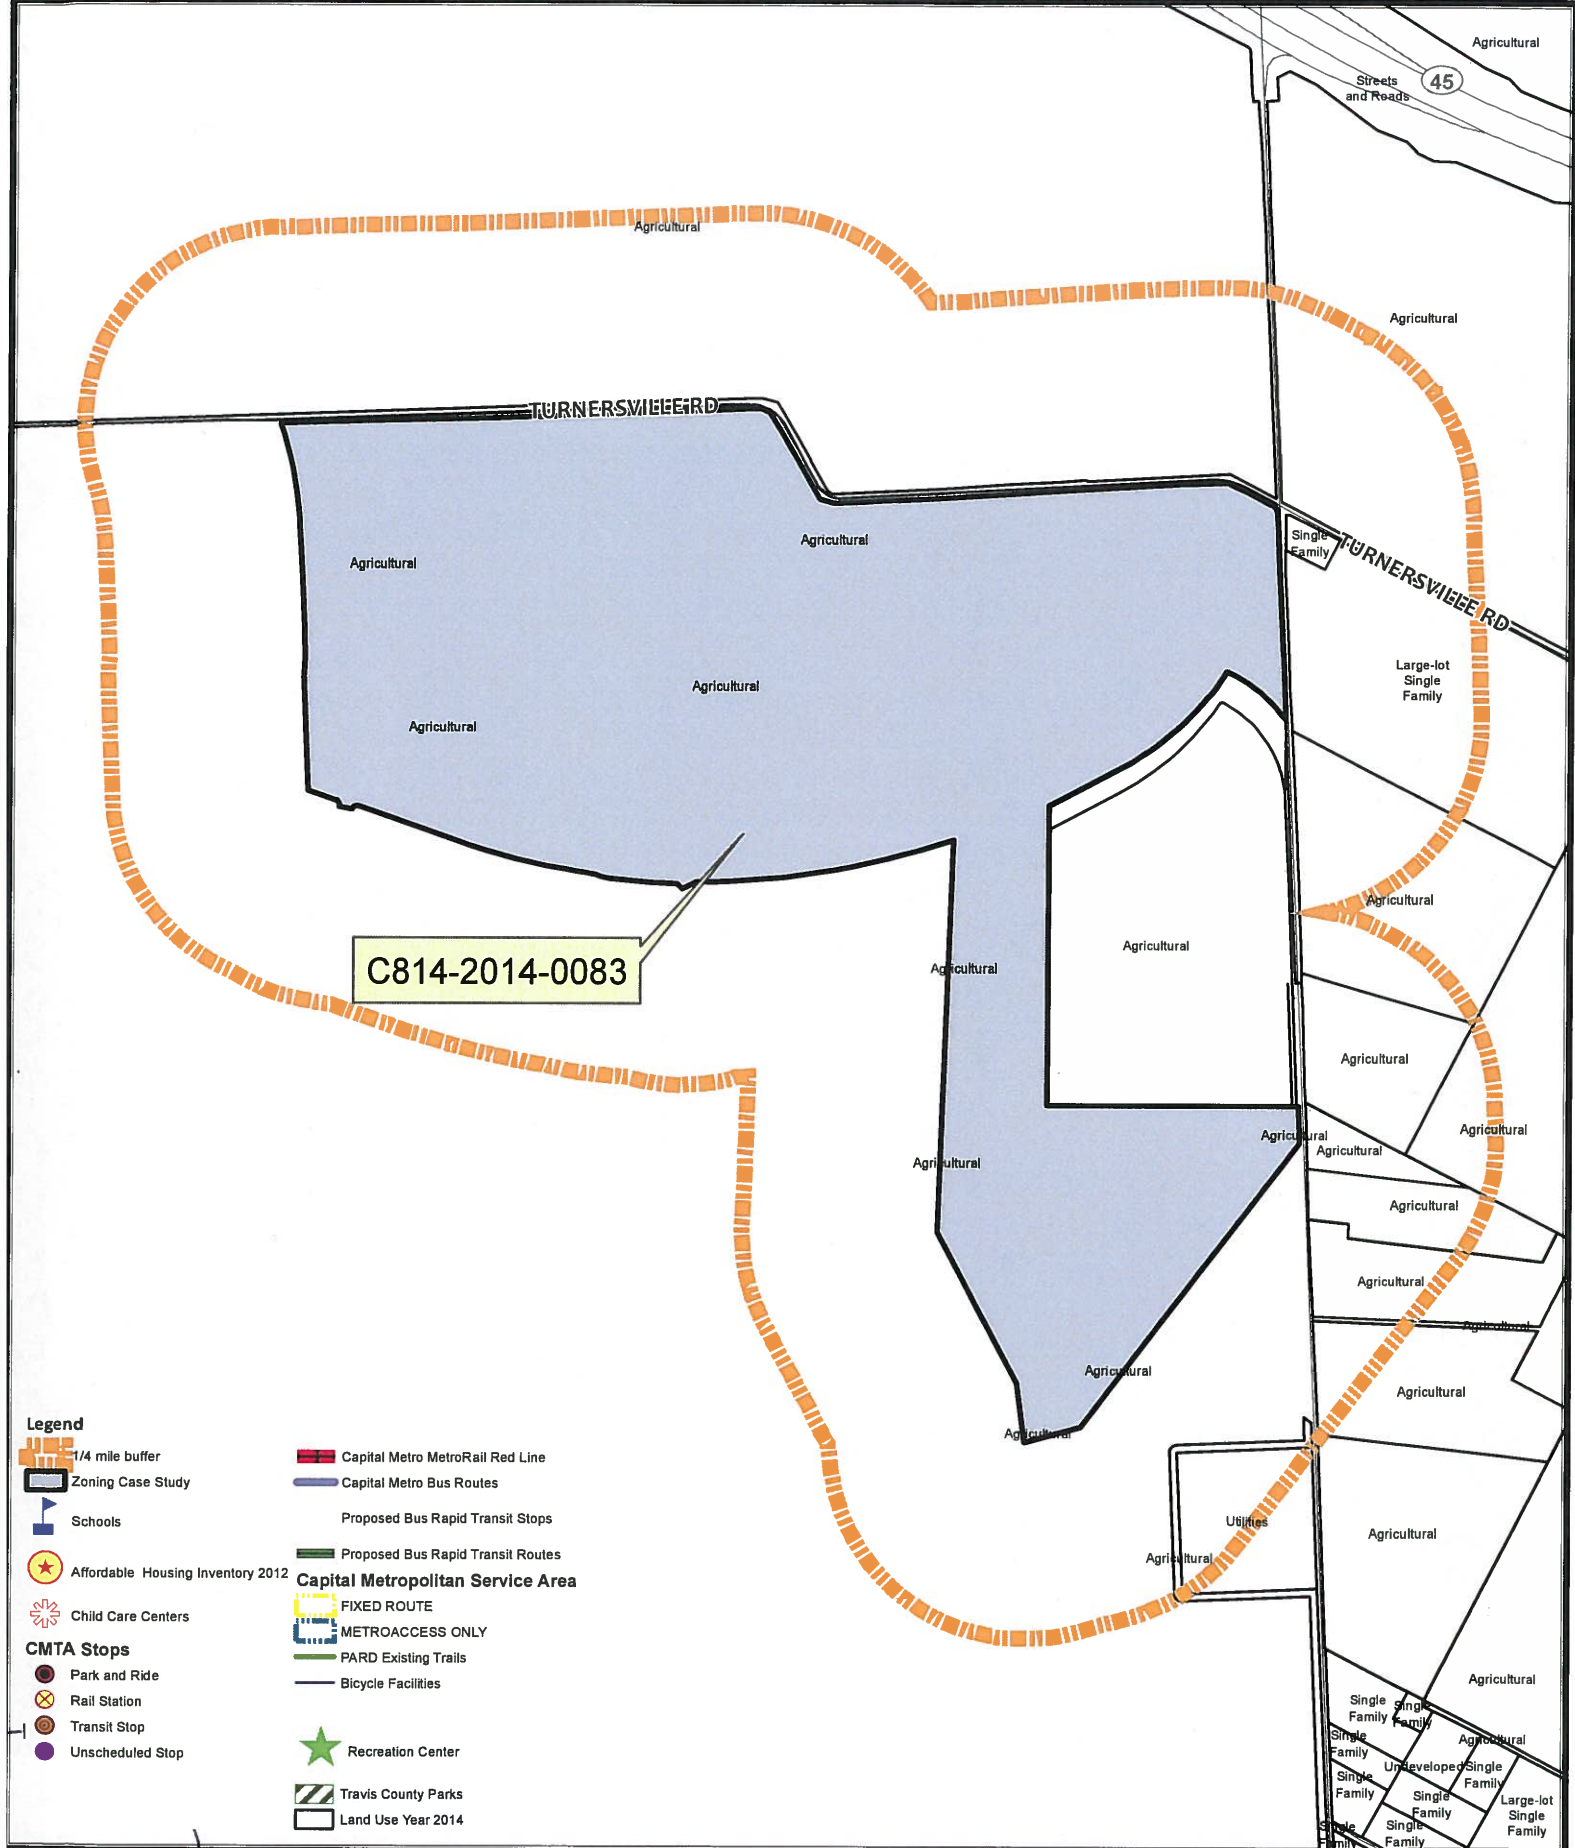 Agricultural
Streets
and Roads
45
Agricultural
Agricultural
TURNERSVILLE RD
Agricultural
Agricultural
Single
Family
TURNERSVILLE RD
Agricultural
Agricultural
Large-lot
Single
Family
Agricultural
Agricultural
Agricultural
C814-2014-0083
Agricultural
Agricultural
Agricultural
Agricultural
Agricultural
Agricultural
Agricultural
Agricultural
Agricultural
Agricultural
Agricultural
Agricultural
Agricultural
Utilities
Agricultural
Agricultural
Agricultural
Single
Family
Single
Family
Single
Family
Agricultural
Undeveloped
Single
Family
Single
Family
Single
Family
Large-lot
Single
Family
Single
Family
Single
Family
Legend
1/4 mile buffer
Zoning Case Study
Schools
Affordable Housing Inventory 2012
Child Care Centers
CMTA Stops
Park and Ride
Rail Station
Transit Stop
Unscheduled Stop
Capital Metro MetroRail Red Line
Capital Metro Bus Routes
Proposed Bus Rapid Transit Stops
Proposed Bus Rapid Transit Routes
Capital Metropolitan Service Area
FIXED ROUTE
METROACCESS ONLY
PARD Existing Trails
Bicycle Facilities
Recreation Center
Travis County Parks
Land Use Year 2014